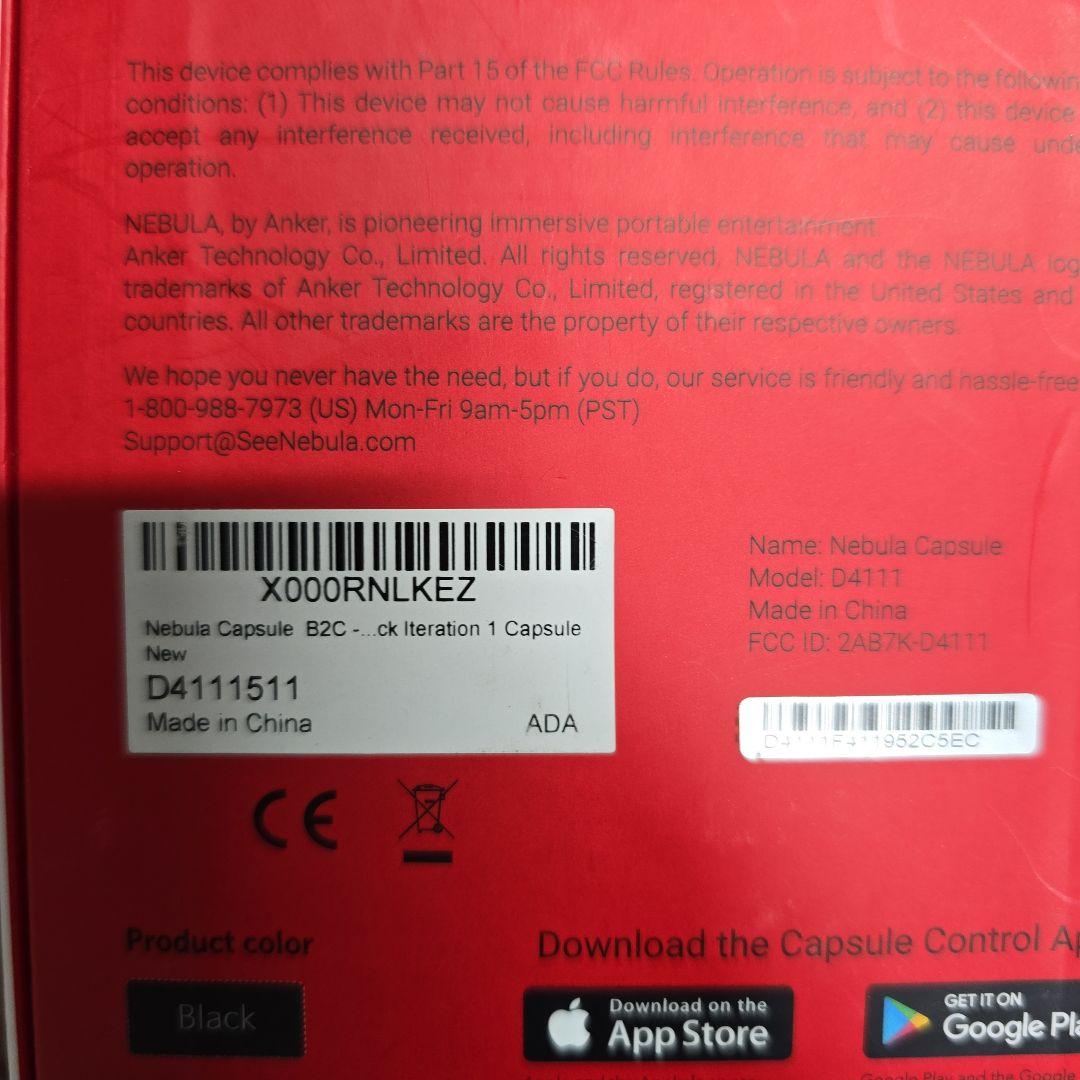 This device complies with Part 15 of the FCC Rules. Operation is subject to the followin
conditions: (1) This device may not cause harmful interference, and (2) this device
accept any interference received, including interference that may cause unde
operation.
NEBULA, by Anker, is pioneering immersive portable entertainment.
Anker Technology Co., Limited. All rights reserved. NEBULA and the NEBULA log
trademarks of Anker Technology Co., Limited, registered in the United States and
countries. All other trademarks are the property of their respective owners.
We hope you never have the need, but if you do, our service is friendly and hassle-free
1-800-988-7973 (US) Mon-Fri 9am-5pm (PST)
Support@SeeNebula.com
X000RNLKEZ
Nebula Capsule B2C -...ck Iteration 1 Capsule
New
D4111511
Made in China ADA
Name: Nebula Capsule
Model: D4111
Made in China
FCC ID: 2AB7K-D4111
D4111F411952C5EC
CE
Product color
Black
Download the Capsule Control Ap
Download on the
App Store
GET IT ON
Google Pla